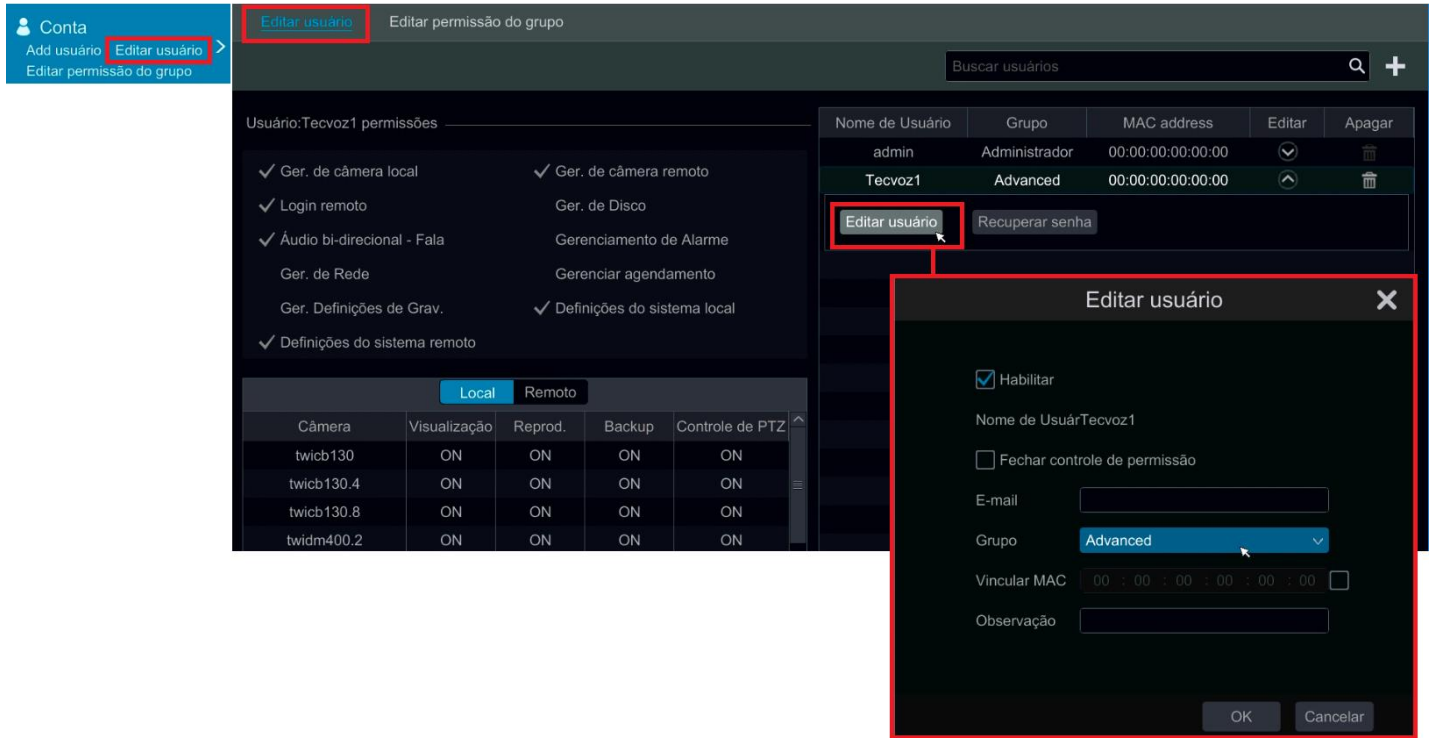 Conta
Add usuário Editar usuário
Editar permissão do grupo
Editar usuário Editar permissão do grupo
Buscar usuários
Usuário:Tecvoz1 permissões
Ger. de câmera local Ger. de câmera remoto
Login remoto Ger. de Disco
Áudio bi-direcional - Fala Gerenciamento de Alarme
Ger. de Rede Gerenciar agendamento
Ger. Definições de Grav. Definições do sistema local
Definições do sistema remoto
Local Remoto
Câmera Visualização Reprod. Backup Controle de PTZ
twicb130 ON ON ON ON
twicb130.4 ON ON ON ON
twicb130.8 ON ON ON ON
twidm400.2 ON ON ON ON
Nome de Usuário Grupo MAC address Editar Apagar
admin Administrador 00:00:00:00:00:00
Tecvoz1 Advanced 00:00:00:00:00:00
Editar usuário Recuperar senha
Editar usuário
Habilitar
Nome de UsuárTecvoz1
Fechar controle de permissão
E-mail
Grupo Advanced
Vincular MAC 00 : 00 : 00 : 00 : 00 : 00
Observação
OK Cancelar